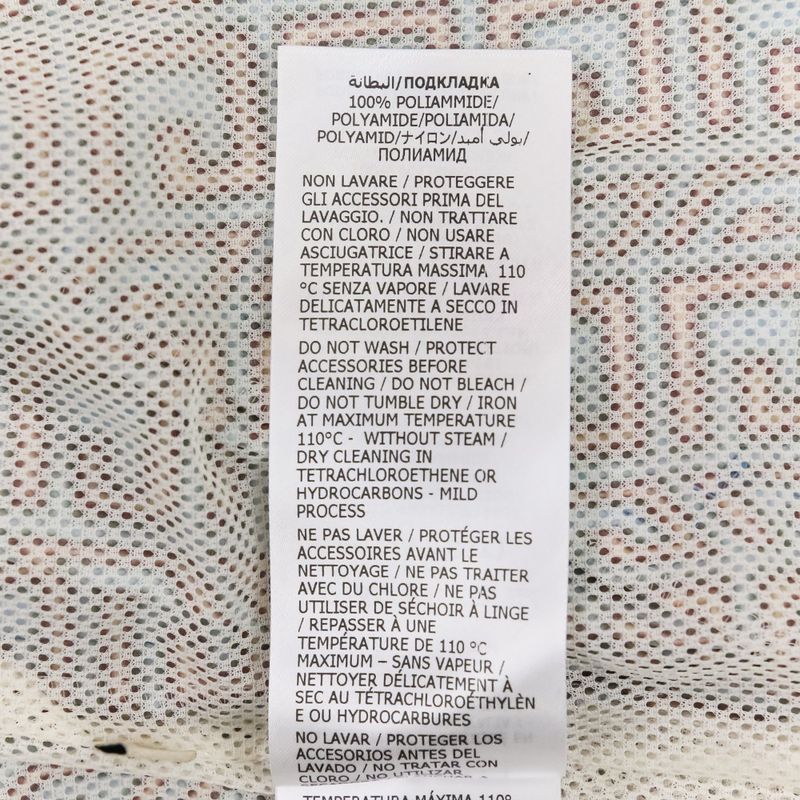 البطانة/ПОДКЛАДКА
100% POLIAMMIDE/
POLYAMIDE/POLIAMIDA/
POLYAMID/ナイロン/بولى أميد/
ПОЛИАМИД
NON LAVARE / PROTEGGERE
GLI ACCESSORI PRIMA DEL
LAVAGGIO. / NON TRATTARE
CON CLORO / NON USARE
ASCIUGATRICE / STIRARE A
TEMPERATURA MASSIMA 110
°C SENZA VAPORE / LAVARE
DELICATAMENTE A SECCO IN
TETRACLOROETILENE
DO NOT WASH / PROTECT
ACCESSORIES BEFORE
CLEANING / DO NOT BLEACH /
DO NOT TUMBLE DRY / IRON
AT MAXIMUM TEMPERATURE
110°C - WITHOUT STEAM /
DRY CLEANING IN
TETRACHLOROETHENE OR
HYDROCARBONS - MILD
PROCESS
NE PAS LAVER / PROTÉGER LES
ACCESSOIRES AVANT LE
NETTOYAGE / NE PAS TRAITER
AVEC DU CHLORE / NE PAS
UTILISER DE SÉCHOIR À LINGE
/ REPASSER À UNE
TEMPÉRATURE DE 110 °C
MAXIMUM – SANS VAPEUR /
NETTOYER DÉLICATEMENT À
SEC AU TÉTRACHLOROÉTHYLÈN
E OU HYDROCARBURES
NO LAVAR / PROTEGER LOS
ACCESORIOS ANTES DEL
LAVADO / NO TRATAR CON
CLORO / NO UTILIZAR
TEMPERATURA MÁXIMA 110°